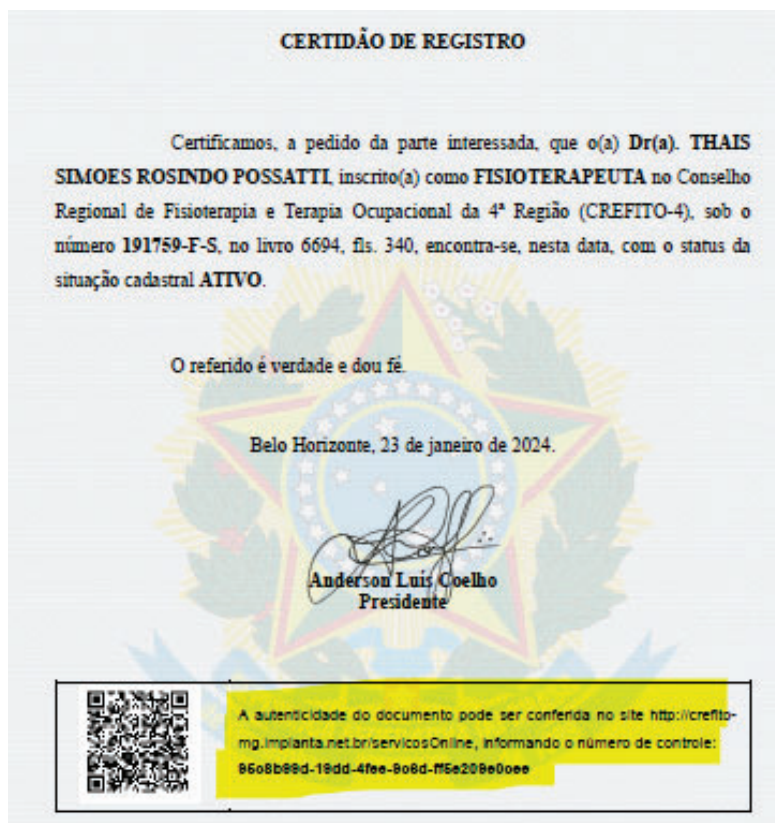 CERTIDÃO DE REGISTRO
Certificamos, a pedido da parte interessada, que o(a) Dr(a). THAIS
SIMOES ROSINDO POSSATTI, inscrito(a) como FISIOTERAPEUTA no Conselho
Regional de Fisioterapia e Terapia Ocupacional da 4ª Região (CREFITO-4), sob o
número 191759-F-S, no livro 6694, fls. 340, encontra-se, nesta data, com o status da
situação cadastral ATIVO.
O referido é verdade e dou fé.
Belo Horizonte, 23 de janeiro de 2024.
Anderson Luis Coelho
Presidente
A autenticidade do documento pode ser conferida no site http://crefito-
mg.implanta.net.br/servicosOnline, informando o número de controle: